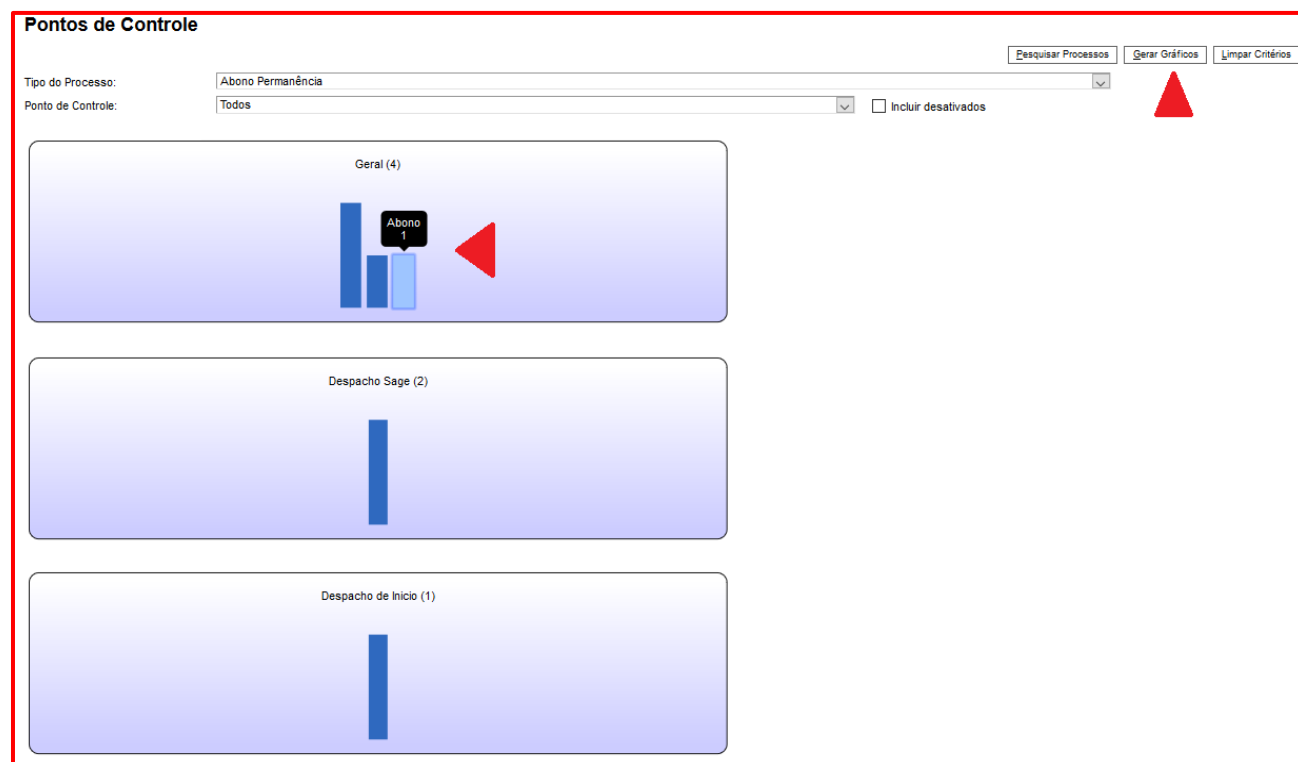 Pontos de Controle
Pesquisar Processos Gerar Gráficos Limpar Critérios
Tipo do Processo: Abono Permanência
Ponto de Controle: Todos Incluir desativados
Geral (4)
Abono
1
Despacho Sage (2)
Despacho de Inicio (1)